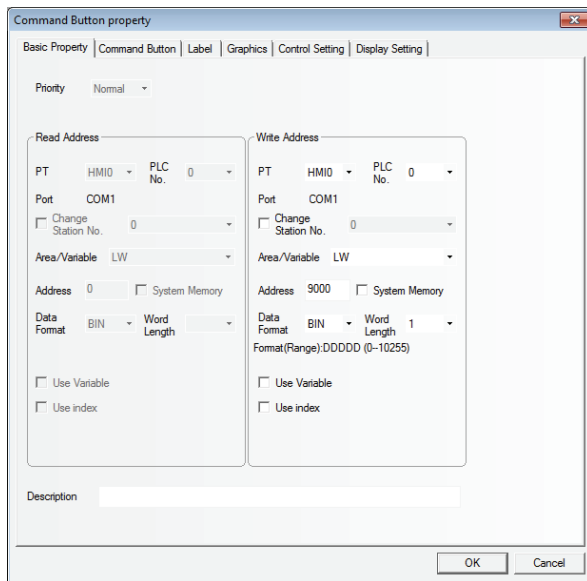 Command Button property
Basic Property Command Button Label Graphics Control Setting Display Setting
Priority Normal
Read Address
PT HMI0 PLC No. 0
Port COM1
Change Station No. 0
Area/Variable LW
Address 0 System Memory
Data Format BIN Word Length
Use Variable
Use index
Write Address
PT HMI0 PLC No. 0
Port COM1
Change Station No. 0
Area/Variable LW
Address 9000 System Memory
Data Format BIN Word Length 1
Format(Range):DDDDD (0--10255)
Use Variable
Use index
Description
OK Cancel